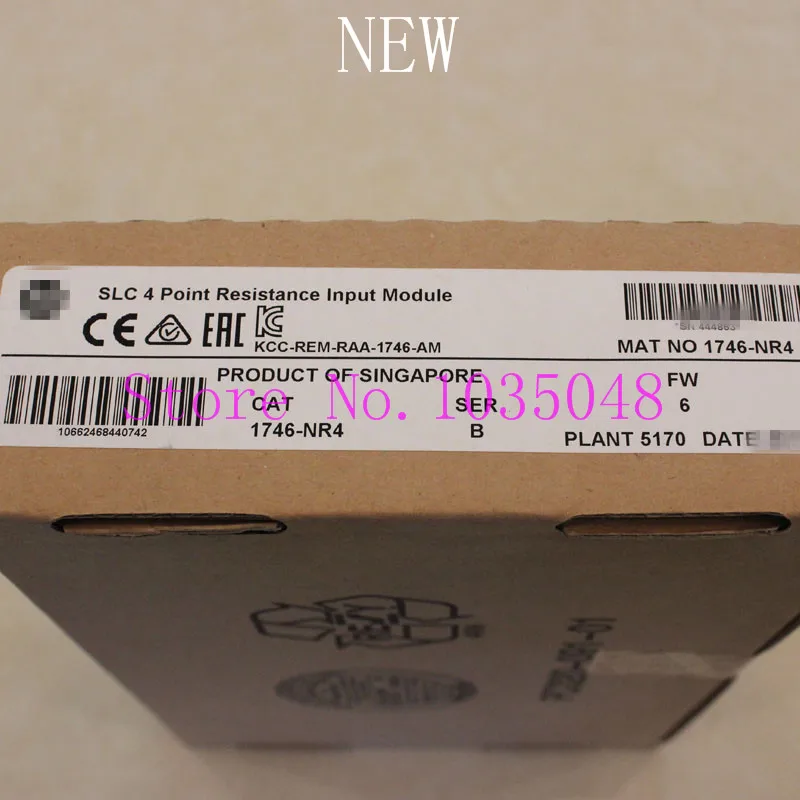 NEW
SLC 4 Point Resistance Input Module
CE EAC KC
KCC-REM-RAA-1746-AM
MAT NO 1746-NR4
PRODUCT OF SINGAPORE
FW
Store No. 1035048
CAT SER 6
10662468440742
1746-NR4 B
PLANT 5170 DATE